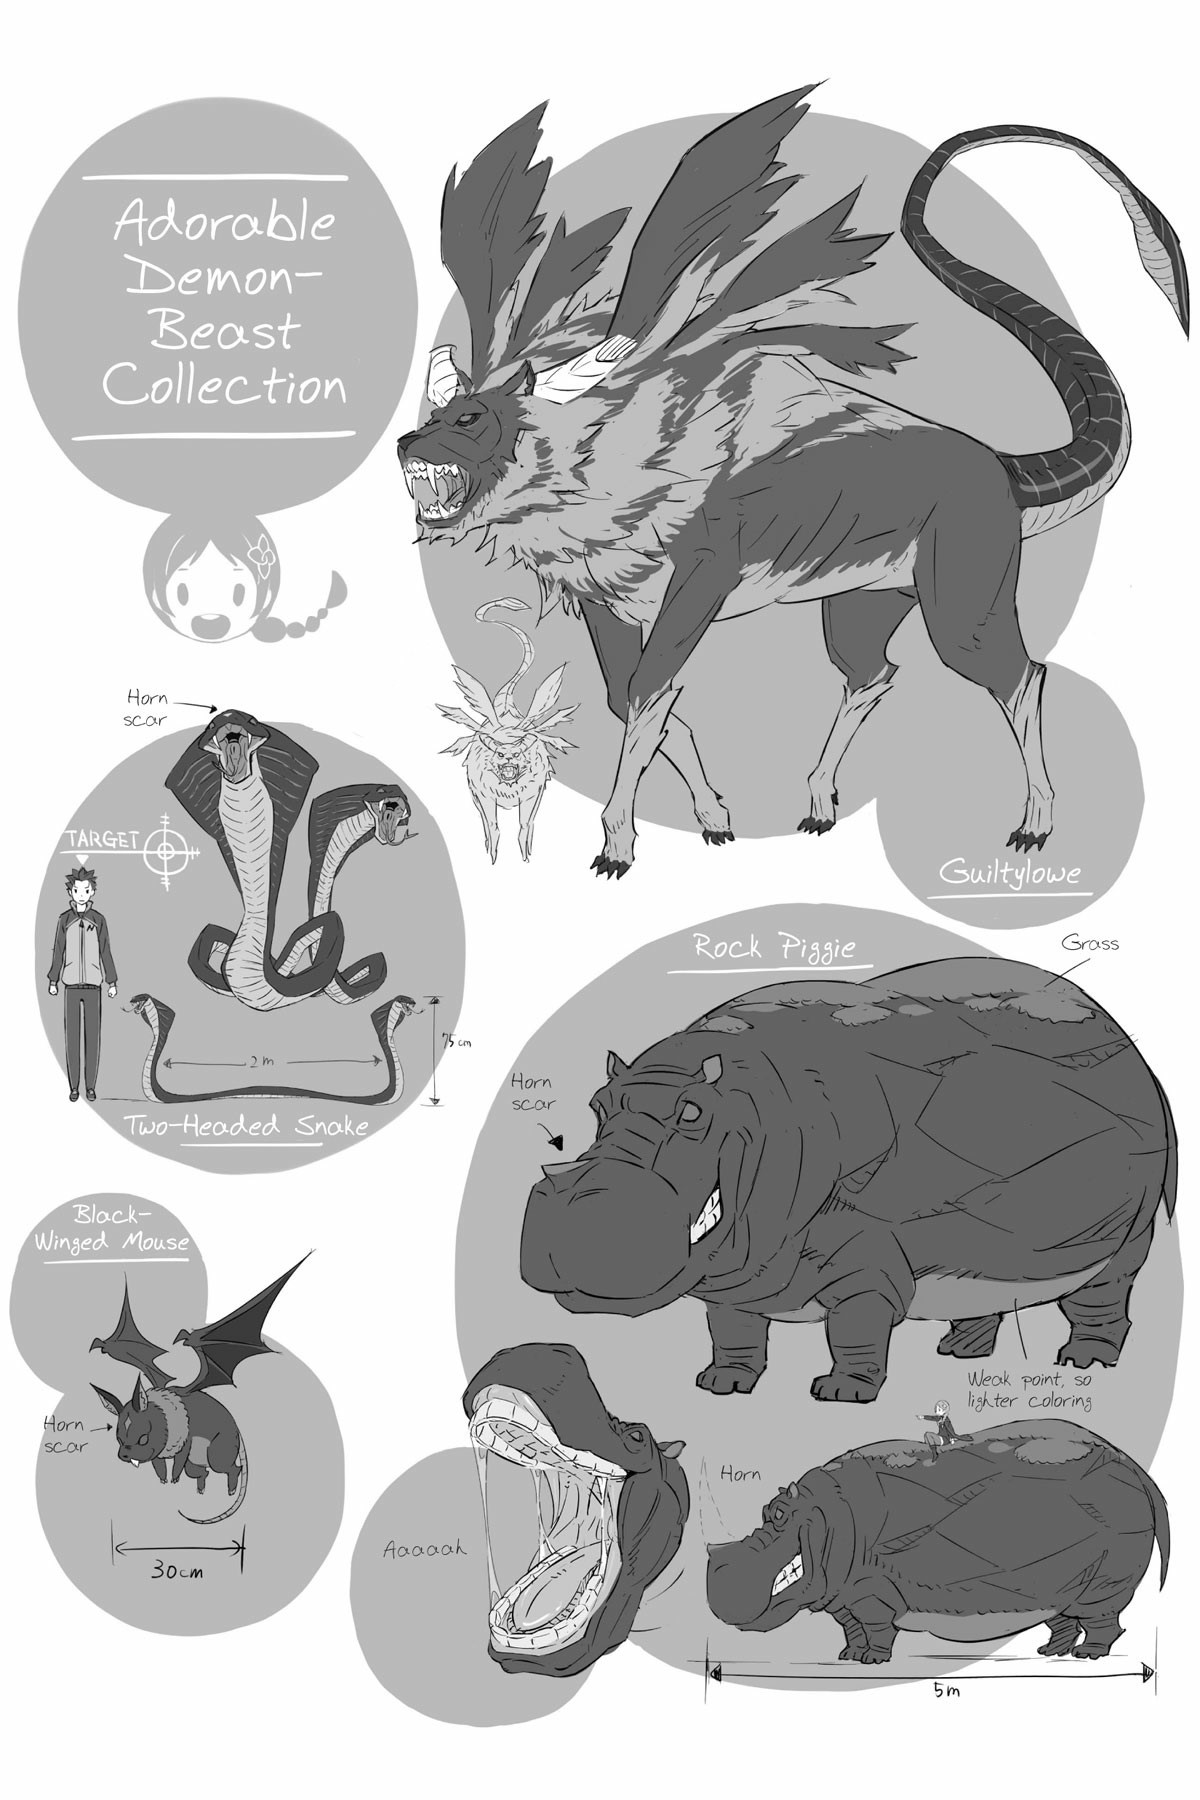 Adorable
Demon-
Beast
Collection
Guiltylowe
Horn
scar
TARGET
N
2m
75cm
Two-Headed Snake
Rock Piggie
Grass
Horn
scar
Weak point, so
lighter coloring
Black-
Winged Mouse
Horn
scar
30cm
Aaaaah
Horn
5m